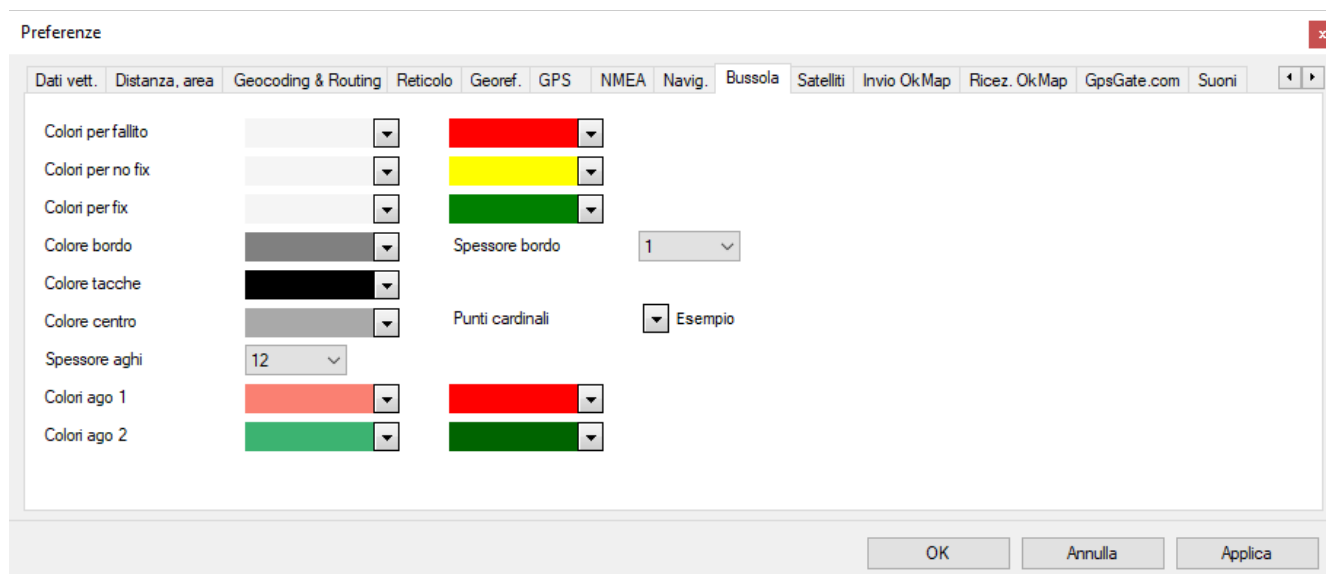 Preferenze
x
Dati vett. Distanza, area Geocoding & Routing Reticolo Georef. GPS NMEA Navig. Bussola Satelliti Invio OkMap Ricez. OkMap GpsGate.com Suoni
Colori per fallito
Colori per no fix
Colori per fix
Colore bordo Spessore bordo 1
Colore tacche
Colore centro Punti cardinali Esempio
Spessore aghi 12
Colori ago 1
Colori ago 2
OK Annulla Applica